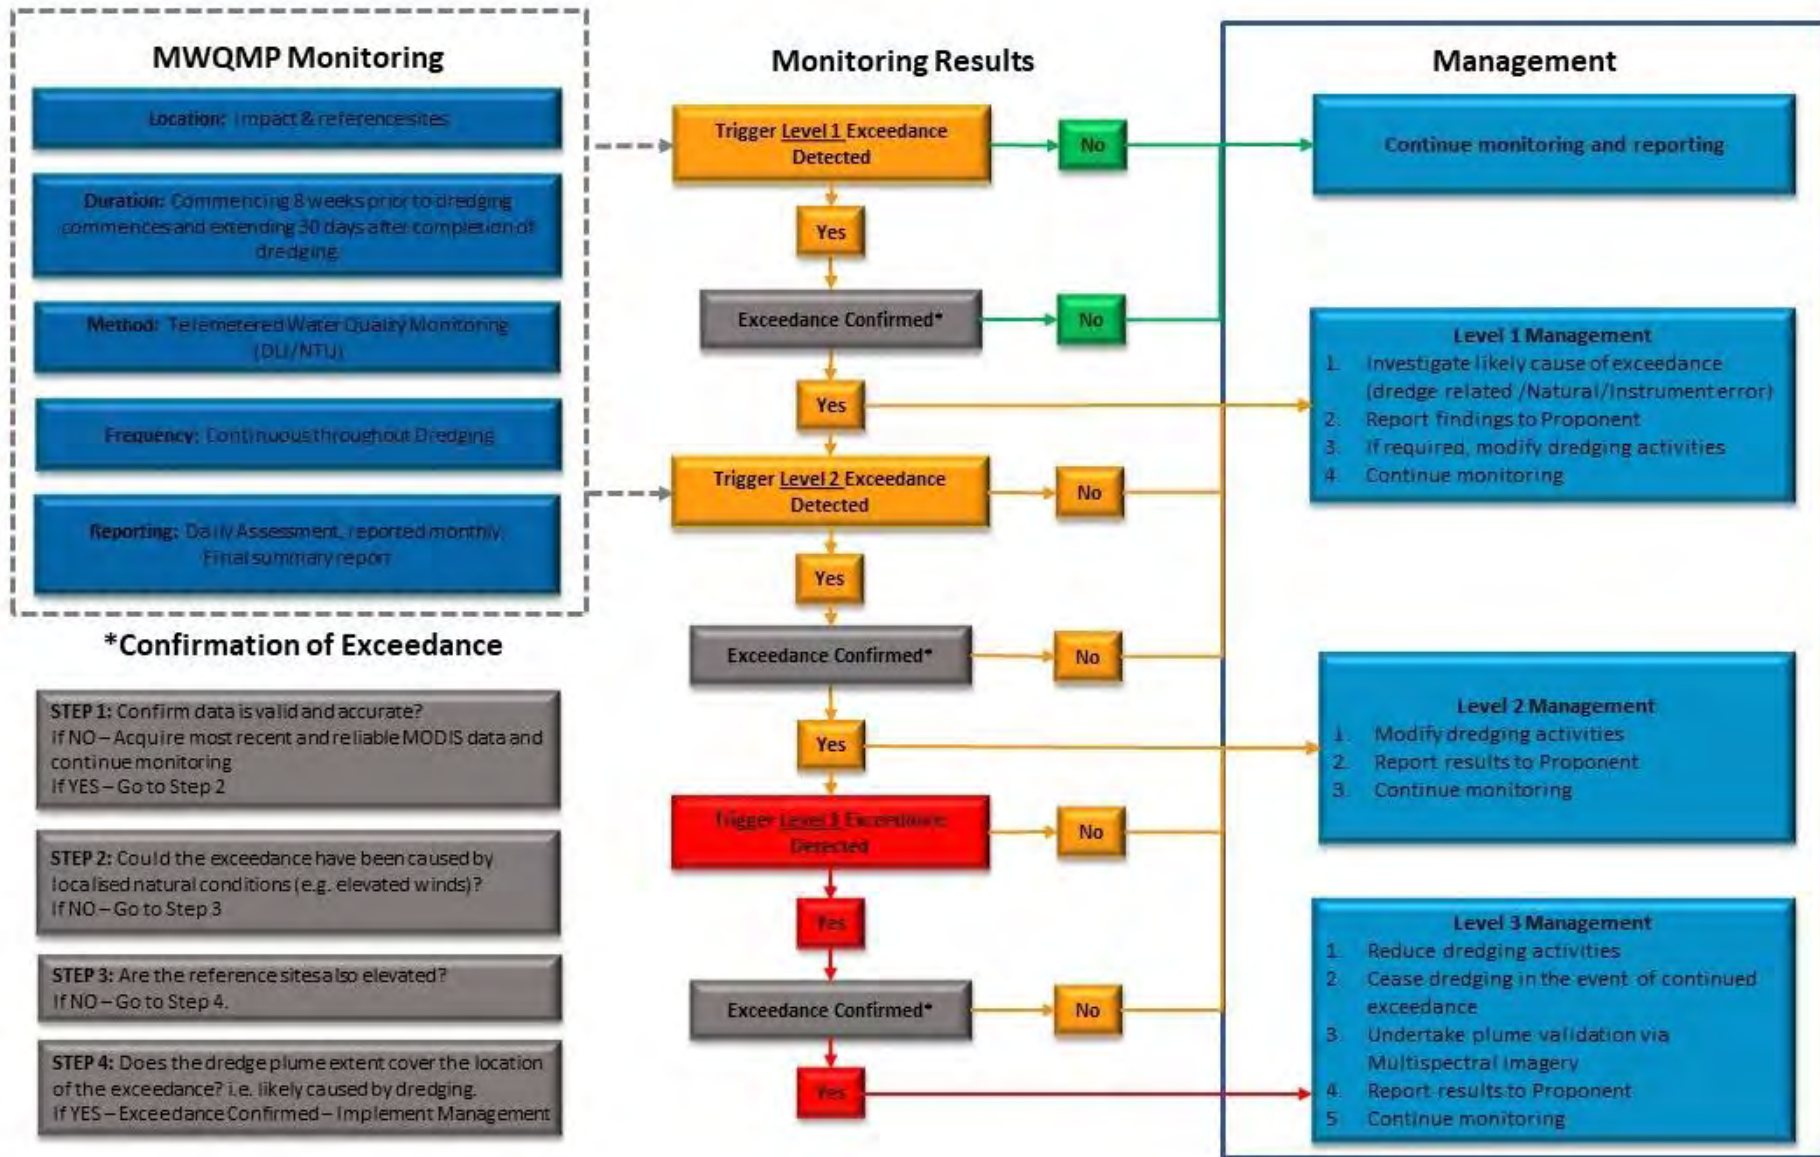 MWQMP Monitoring
Location: Impact & reference sites
Duration: Commencing 8 weeks prior to dredging
commences and extending 30 days after completion of
dredging.
Method: Telemetered Water Quality Monitoring
(DLI/NTU)
Frequency: Continuous throughout Dredging
Reporting: Daily Assessment, reported monthly,
Final summary report
*Confirmation of Exceedance
STEP 1: Confirm data is valid and accurate?
If NO – Acquire most recent and reliable MODIS data and
continue monitoring
If YES – Go to Step 2
STEP 2: Could the exceedance have been caused by
localised natural conditions (e.g. elevated winds)?
If NO – Go to Step 3
STEP 3: Are the reference sites also elevated?
If NO – Go to Step 4.
STEP 4: Does the dredge plume extent cover the location
of the exceedance? i.e. likely caused by dredging.
If YES – Exceedance Confirmed – Implement Management
Monitoring Results
Trigger Level 1 Exceedance
Detected
No
Yes
Exceedance Confirmed*
No
Yes
Trigger Level 2 Exceedance
Detected
No
Yes
Exceedance Confirmed*
No
Yes
Trigger Level 3 Exceedance
Detected
No
Yes
Exceedance Confirmed*
No
Yes
Management
Continue monitoring and reporting
Level 1 Management
1. Investigate likely cause of exceedance
(dredge related /Natural/Instrument error)
2. Report findings to Proponent
3. If required, modify dredging activities
4. Continue monitoring
Level 2 Management
1. Modify dredging activities
2. Report results to Proponent
3. Continue monitoring
Level 3 Management
1. Reduce dredging activities
2. Cease dredging in the event of continued
exceedance
3. Undertake plume validation via
Multispectral Imagery
4. Report results to Proponent
5 Continue monitoring